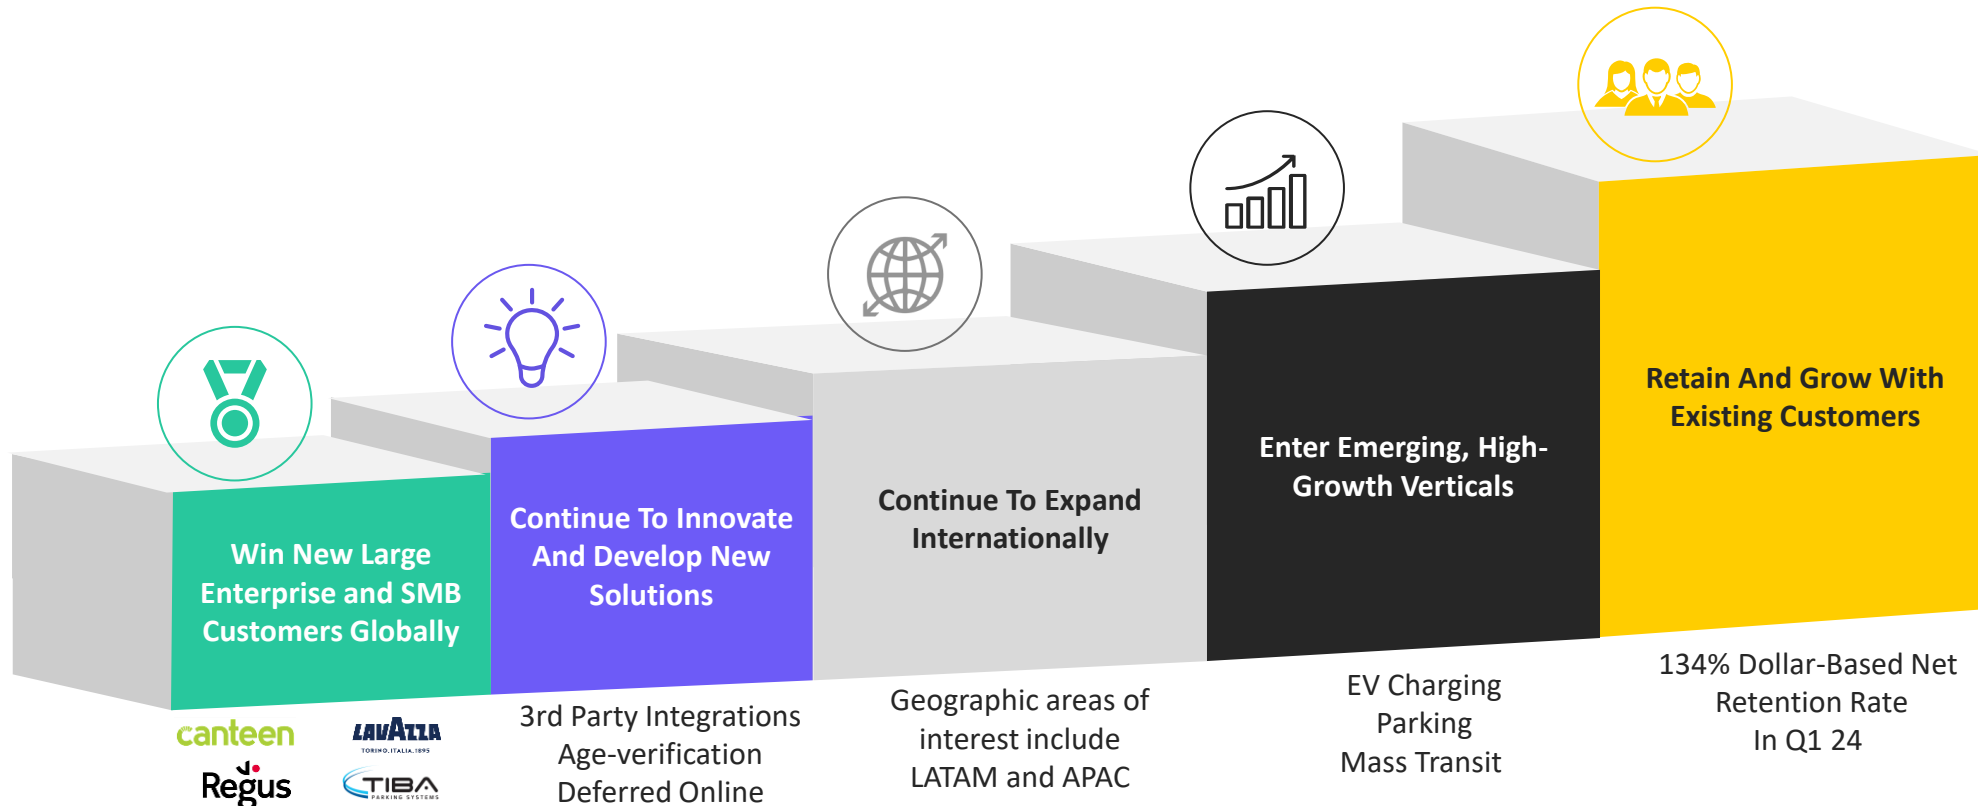 Win New Large
Enterprise and SMB
Customers Globally
canteen
LAVAZZA
TORINO, ITALIA, 1895
Regus
TIBA
PARKING SYSTEMS
Continue To Innovate
And Develop New
Solutions
3rd Party Integrations
Age-verification
Deferred Online
Continue To Expand
Internationally
Geographic areas of
interest include
LATAM and APAC
Enter Emerging, High-
Growth Verticals
EV Charging
Parking
Mass Transit
Retain And Grow With
Existing Customers
134% Dollar-Based Net
Retention Rate
In Q1 24